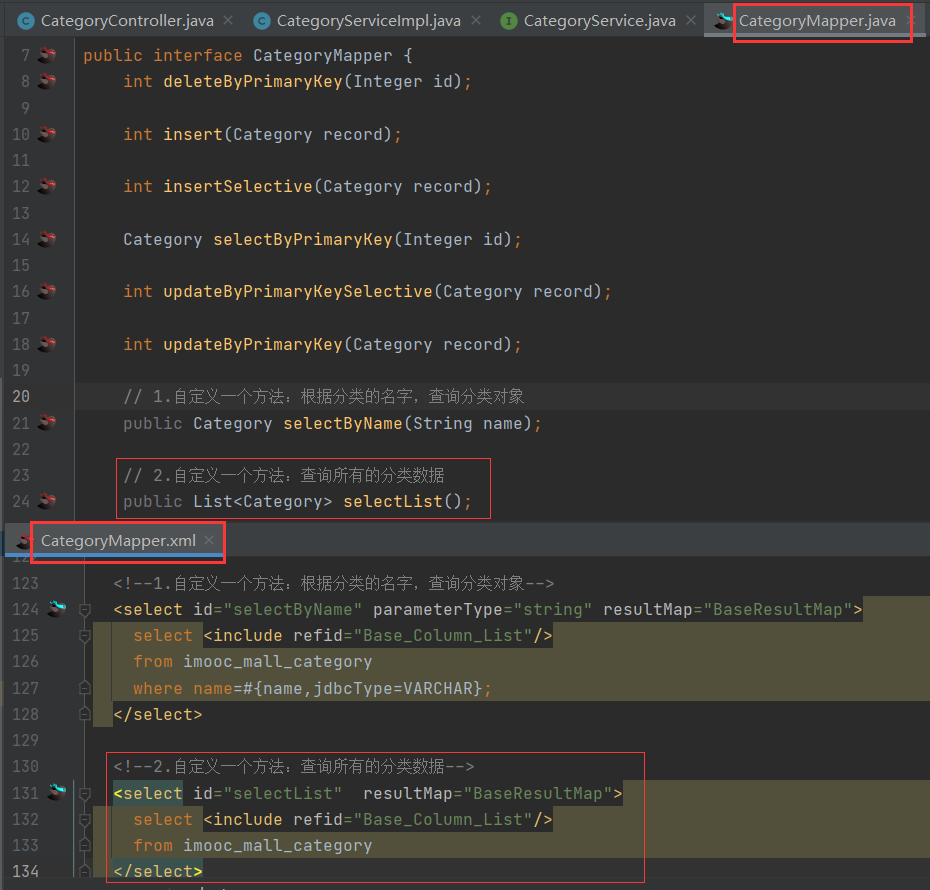 CategoryController.java × CategoryServiceImpl.java × CategoryService.java × CategoryMapper.java ×
7 public interface CategoryMapper {
8 int deleteByPrimaryKey(Integer id);
9
10 int insert(Category record);
11
12 int insertSelective(Category record);
13
14 Category selectByPrimaryKey(Integer id);
15
16 int updateByPrimaryKeySelective(Category record);
17
18 int updateByPrimaryKey(Category record);
19
20 // 1.自定义一个方法：根据分类的名字，查询分类对象
21 public Category selectByName(String name);
22
23 // 2.自定义一个方法：查询所有的分类数据
24 public List<Category> selectList();
CategoryMapper.xml ×
123 <!--1.自定义一个方法：根据分类的名字，查询分类对象-->
124 <select id="selectByName" parameterType="string" resultMap="BaseResultMap">
125 select <include refid="Base_Column_List"/>
126 from imooc_mall_category
127 where name=#{name,jdbcType=VARCHAR};
128 </select>
129
130 <!--2.自定义一个方法：查询所有的分类数据-->
131 <select id="selectList"  resultMap="BaseResultMap">
132 select <include refid="Base_Column_List"/>
133 from imooc_mall_category
134 </select>